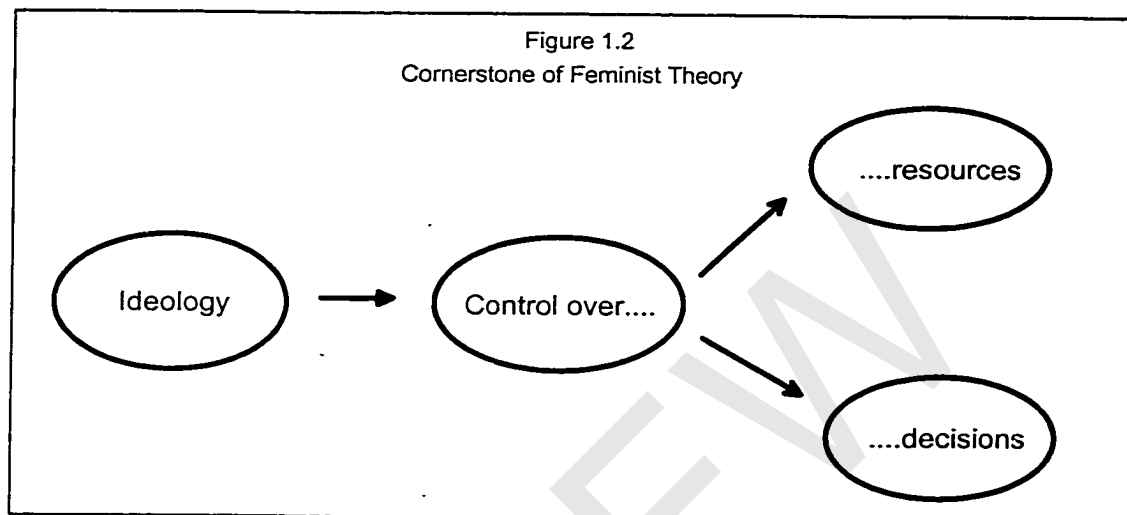 Figure 1.2
Cornerstone of Feminist Theory
....resources
Ideology
Control over....
....decisions